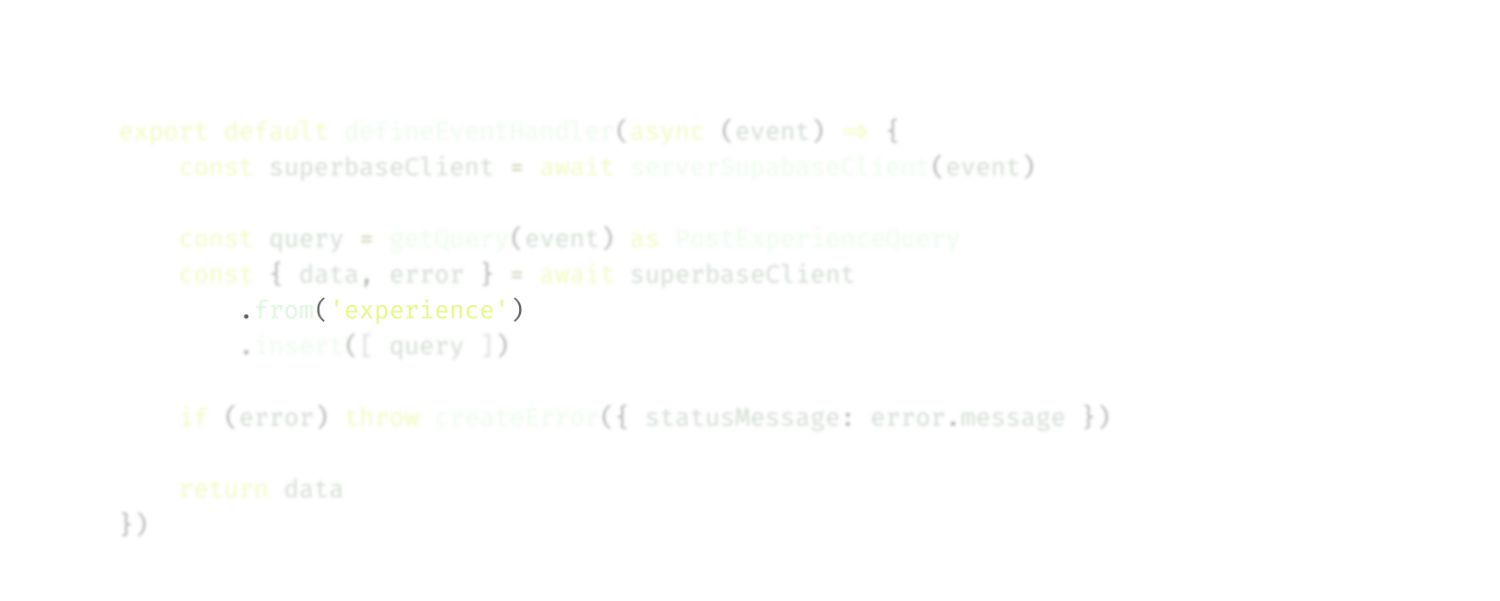 export default defineEventHandler(async (event) => {
const superbaseClient = await serverSupabaseClient(event)
const query = getQuery(event) as PostExperienceQuery
const { data, error } = await superbaseClient
.from('experience')
.insert([ query ])
if (error) throw createError({ statusMessage: error.message })
return data
})